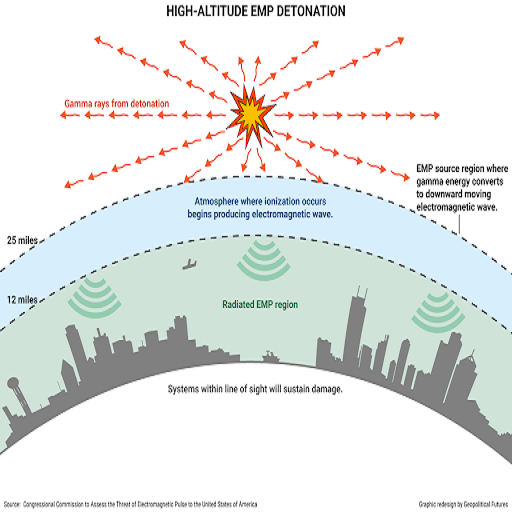 HIGH-ALTITUDE EMP DETONATION
Gamma rays from detonation
EMP source region where
gamma energy converts
to downward moving
electromagnetic wave.
Atmosphere where ionization occurs
begins producing electromagnetic wave.
25 miles
12 miles
Radiated EMP region
Systems within line of sight will sustain damage.
Source: Congressional Commission to Assess the Threat of Electromagnetic Pulse to the United States of America
Graphic redesign by Geopolitical Futures